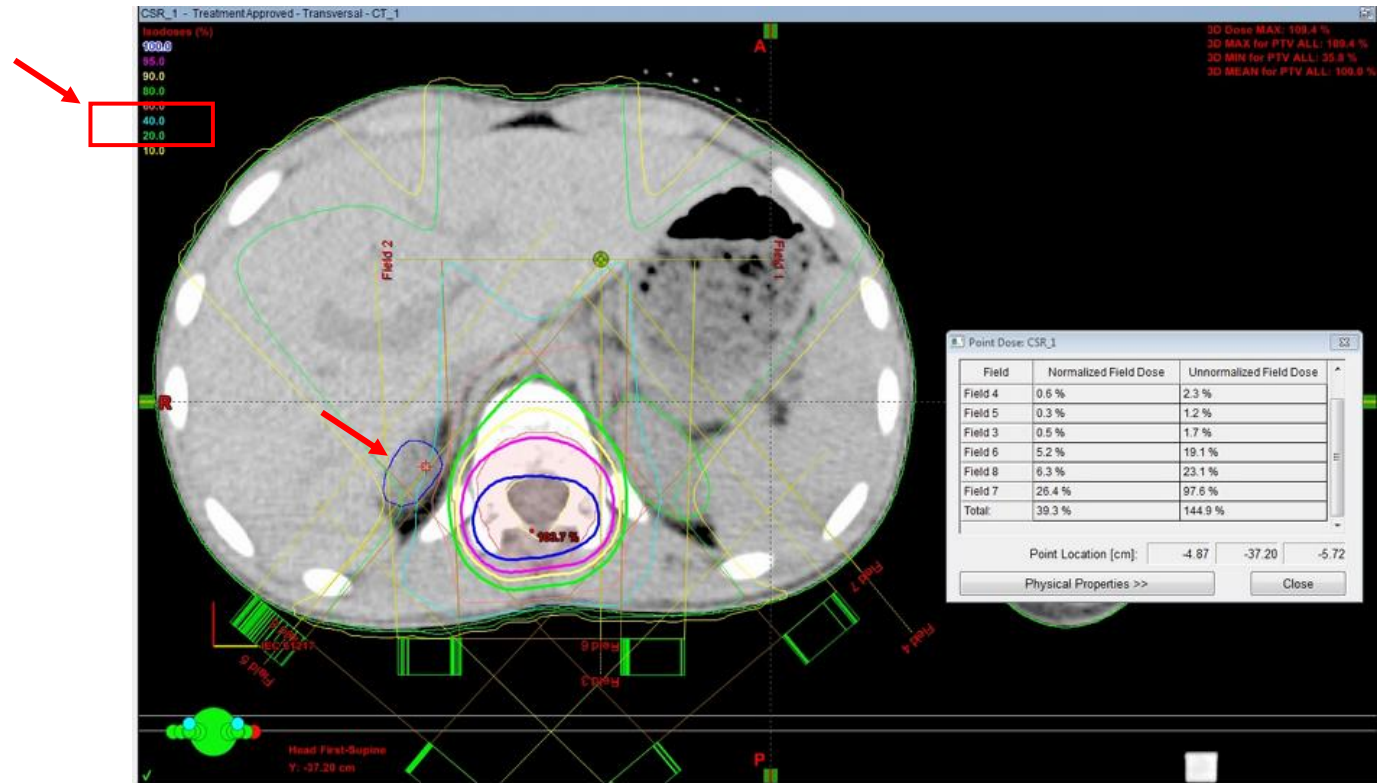 CSR_1 - Treatment Approved - Transversal - CT_1
Isodoses (%)
100.0
95.0
90.0
80.0
60.0
40.0
20.0
10.0
3D Dose MAX: 109.4 %
3D MAX for PTV ALL: 109.4 %
3D MIN for PTV ALL: 35.8 %
3D MEAN for PTV ALL: 100.0 %
A
Field 2
Field 1
R
103.7 %
Point Dose: CSR_1
Field Normalized Field Dose Unnormalized Field Dose
Field 4 0.6 % 2.3 %
Field 5 0.3 % 1.2 %
Field 3 0.5 % 1.7 %
Field 6 5.2 % 19.1 %
Field 8 6.3 % 23.1 %
Field 7 26.4 % 97.6 %
Total: 39.3 % 144.9 %
Point Location [cm]: -4.87 -37.20 -5.72
Physical Properties >>
Close
Field 7
Field 4
Field 5
Field 6
Field 3
Head First-Supine
Y: -37.20 cm
P